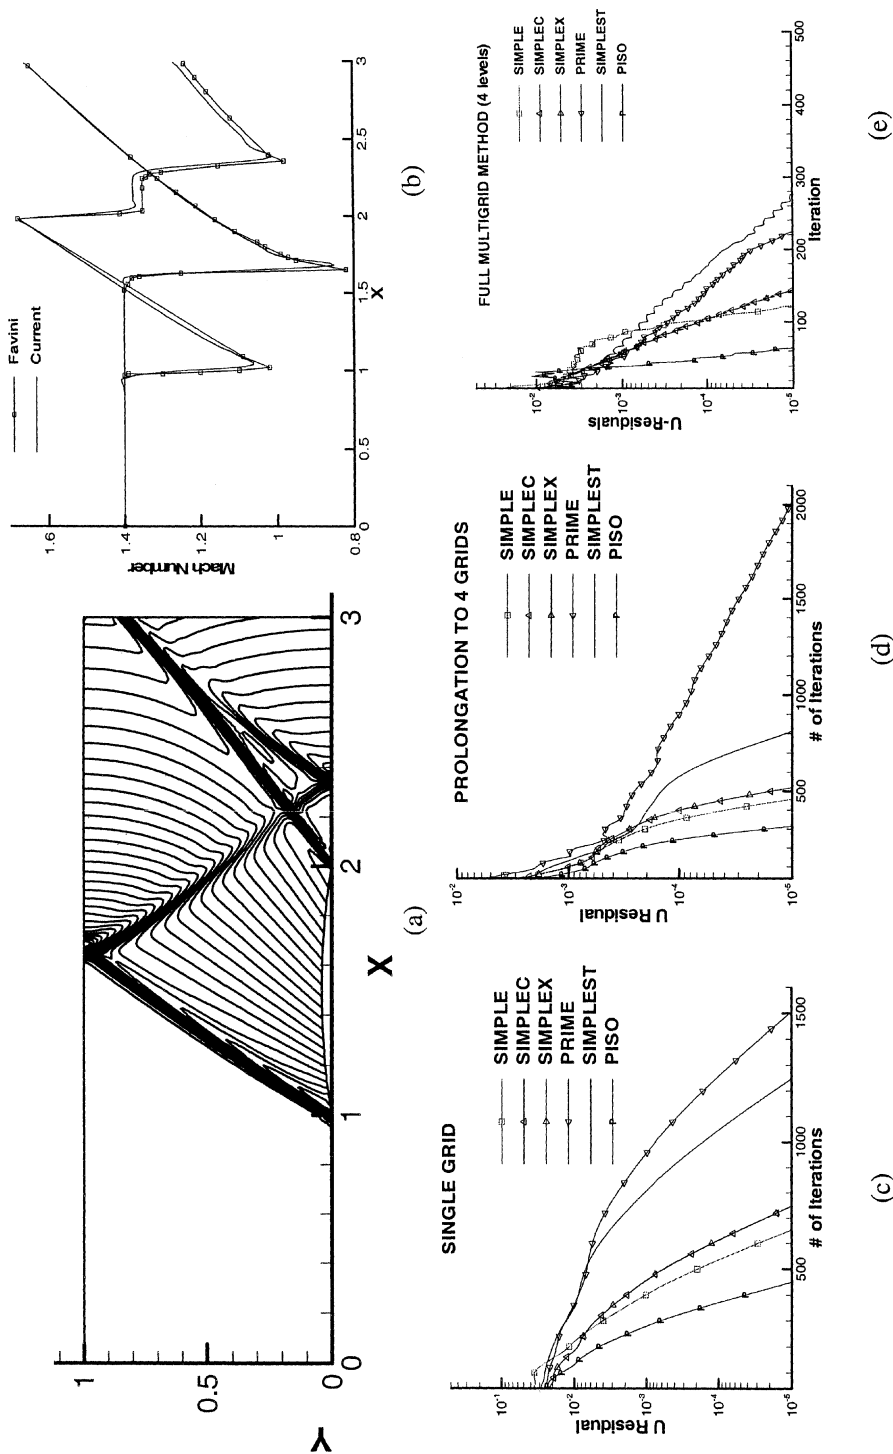 1
0.5
0
Y
0
1
2
3
X
(a)
Favini
Current
1.6
1.4
1.2
1
0.8
Mach Number
0
0.5
1
1.5
2
2.5
3
X
(b)
SINGLE GRID
SIMPLE
SIMPLEC
SIMPLEX
PRIME
SIMPLEST
PISO
10⁻¹
10⁻²
10⁻³
10⁻⁴
10⁻⁵
U Residual
500
1000
1500
# of Iterations
(c)
PROLONGATION TO 4 GRIDS
SIMPLE
SIMPLEC
SIMPLEX
PRIME
SIMPLEST
PISO
10⁻²
10⁻³
10⁻⁴
10⁻⁵
U Residual
500
1000
1500
2000
# of Iterations
(d)
FULL MULTIGRID METHOD (4 levels)
SIMPLE
SIMPLEC
SIMPLEX
PRIME
SIMPLEST
PISO
10⁻²
10⁻³
10⁻⁴
10⁻⁵
U-Residuals
100
200
300
400
500
Iteration
(e)